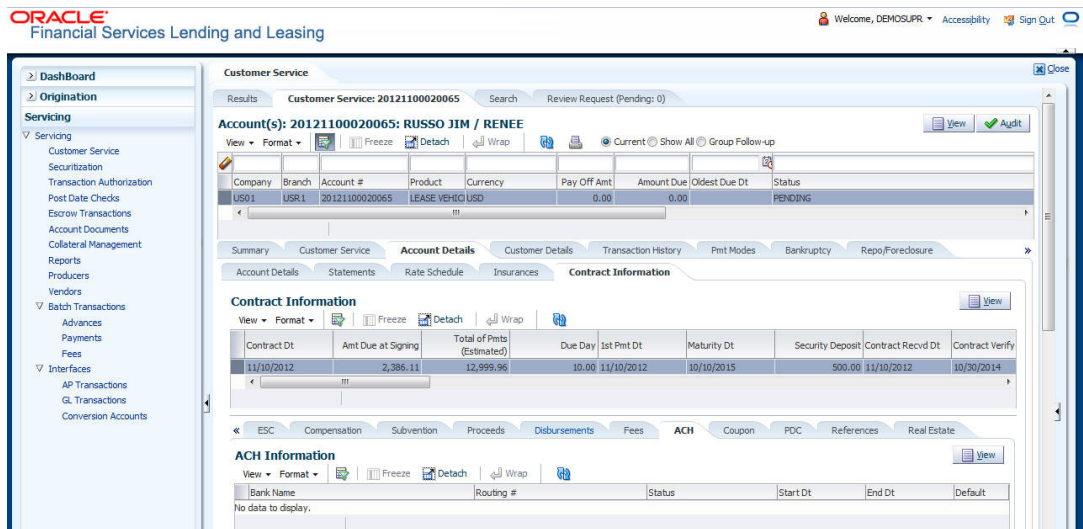 ORACLE
Financial Services Lending and Leasing
Welcome, DEMOSUPR Accessibility Sign Out
Close
DashBoard
Origination
Servicing
Servicing
Customer Service
Securitization
Transaction Authorization
Post Date Checks
Escrow Transactions
Account Documents
Collateral Management
Reports
Producers
Vendors
Batch Transactions
Advances
Payments
Fees
Interfaces
AP Transactions
GL Transactions
Conversion Accounts
Customer Service
Results Customer Service: 20121100020065 Search Review Request (Pending: 0)
Account(s): 20121100020065: RUSSO JIM / RENEE View Audit
View Format Freeze Detach Wrap Current Show All Group Follow-up
Company Branch Account # Product Currency Pay Off Amt Amount Due Oldest Due Dt Status
US01 USR1 20121100020065 LEASE VEHIC USD 0.00 0.00 PENDING
Summary Customer Service Account Details Customer Details Transaction History Pmt Modes Bankruptcy Repo/Foreclosure »
Account Details Statements Rate Schedule Insurances Contract Information
Contract Information View
View Format Freeze Detach Wrap
Contract Dt Amt Due at Signing Total of Pmts (Estimated) Due Day 1st Pmt Dt Maturity Dt Security Deposit Contract Recvd Dt Contract Verify
11/10/2012 2,386.11 12,999.96 10.00 11/10/2012 10/10/2015 500.00 11/10/2012 10/30/2014
« ESC Compensation Subvention Proceeds Disbursements Fees ACH Coupon PDC References Real Estate
ACH Information View
View Format Freeze Detach Wrap
Bank Name Routing # Status Start Dt End Dt Default
No data to display.